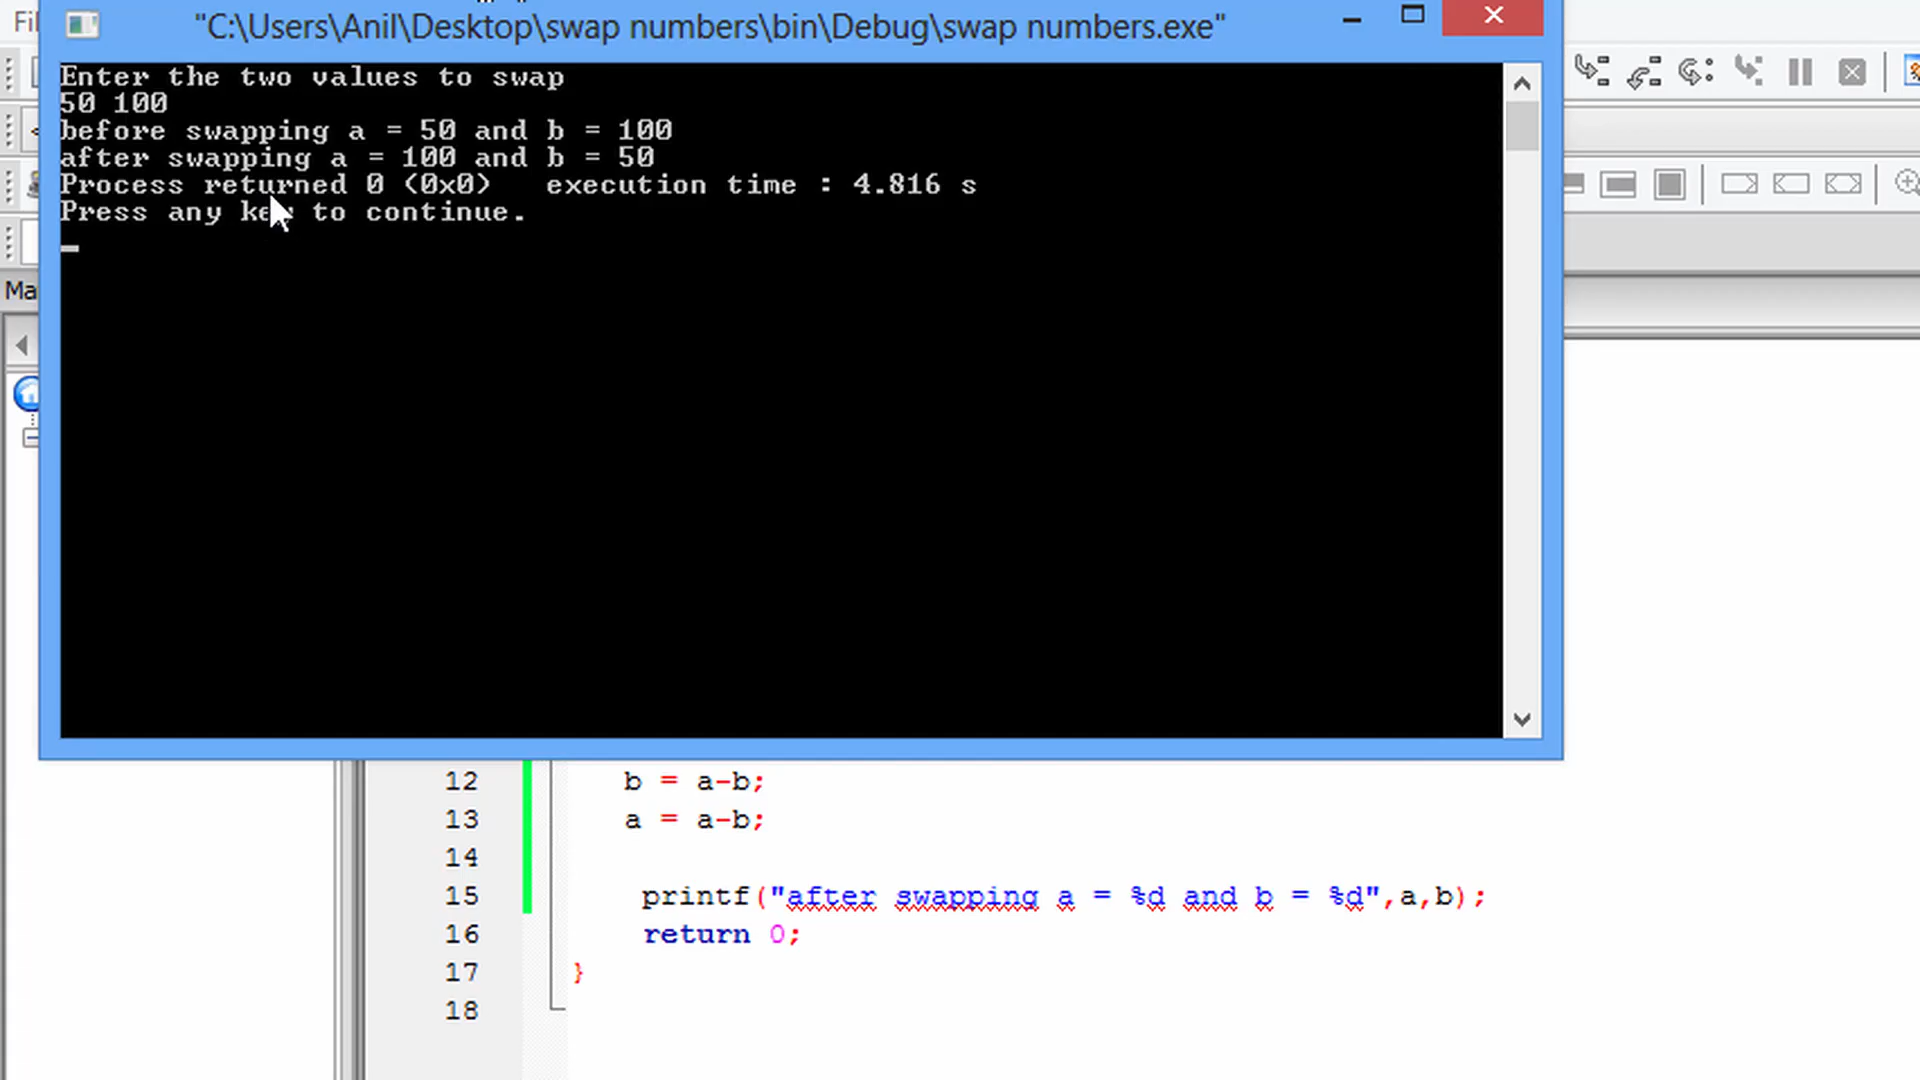 Fi
"C:\Users\Anil\Desktop\swap numbers\bin\Debug\swap numbers.exe"
Enter the two values to swap
50 100
before swapping a = 50 and b = 100
after swapping a = 100 and b = 50
Process returned 0 (0x0)   execution time : 4.816 s
Press any key to continue.
Ma
12 b = a-b;
13 a = a-b;
14
15 printf("after swapping a = %d and b = %d",a,b);
16 return 0;
17 }
18